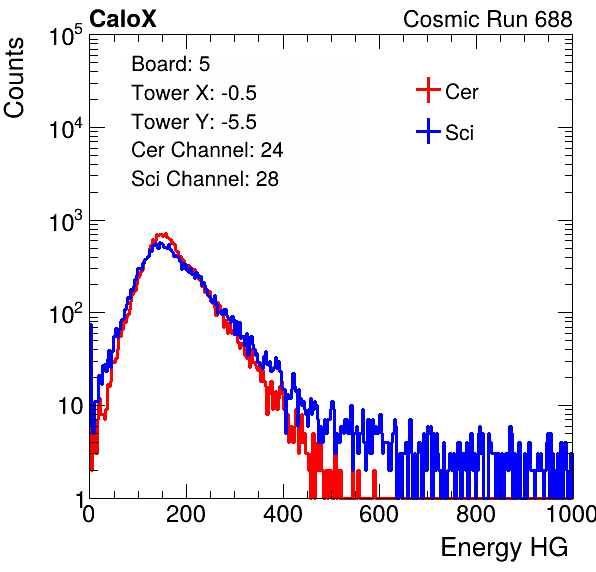 CaloX Cosmic Run 688
Counts
Board: 5
Tower X: -0.5
Tower Y: -5.5
Cer Channel: 24
Sci Channel: 28
Cer
Sci
10^5
10^4
10^3
10^2
10
1
0 200 400 600 800 1000
Energy HG